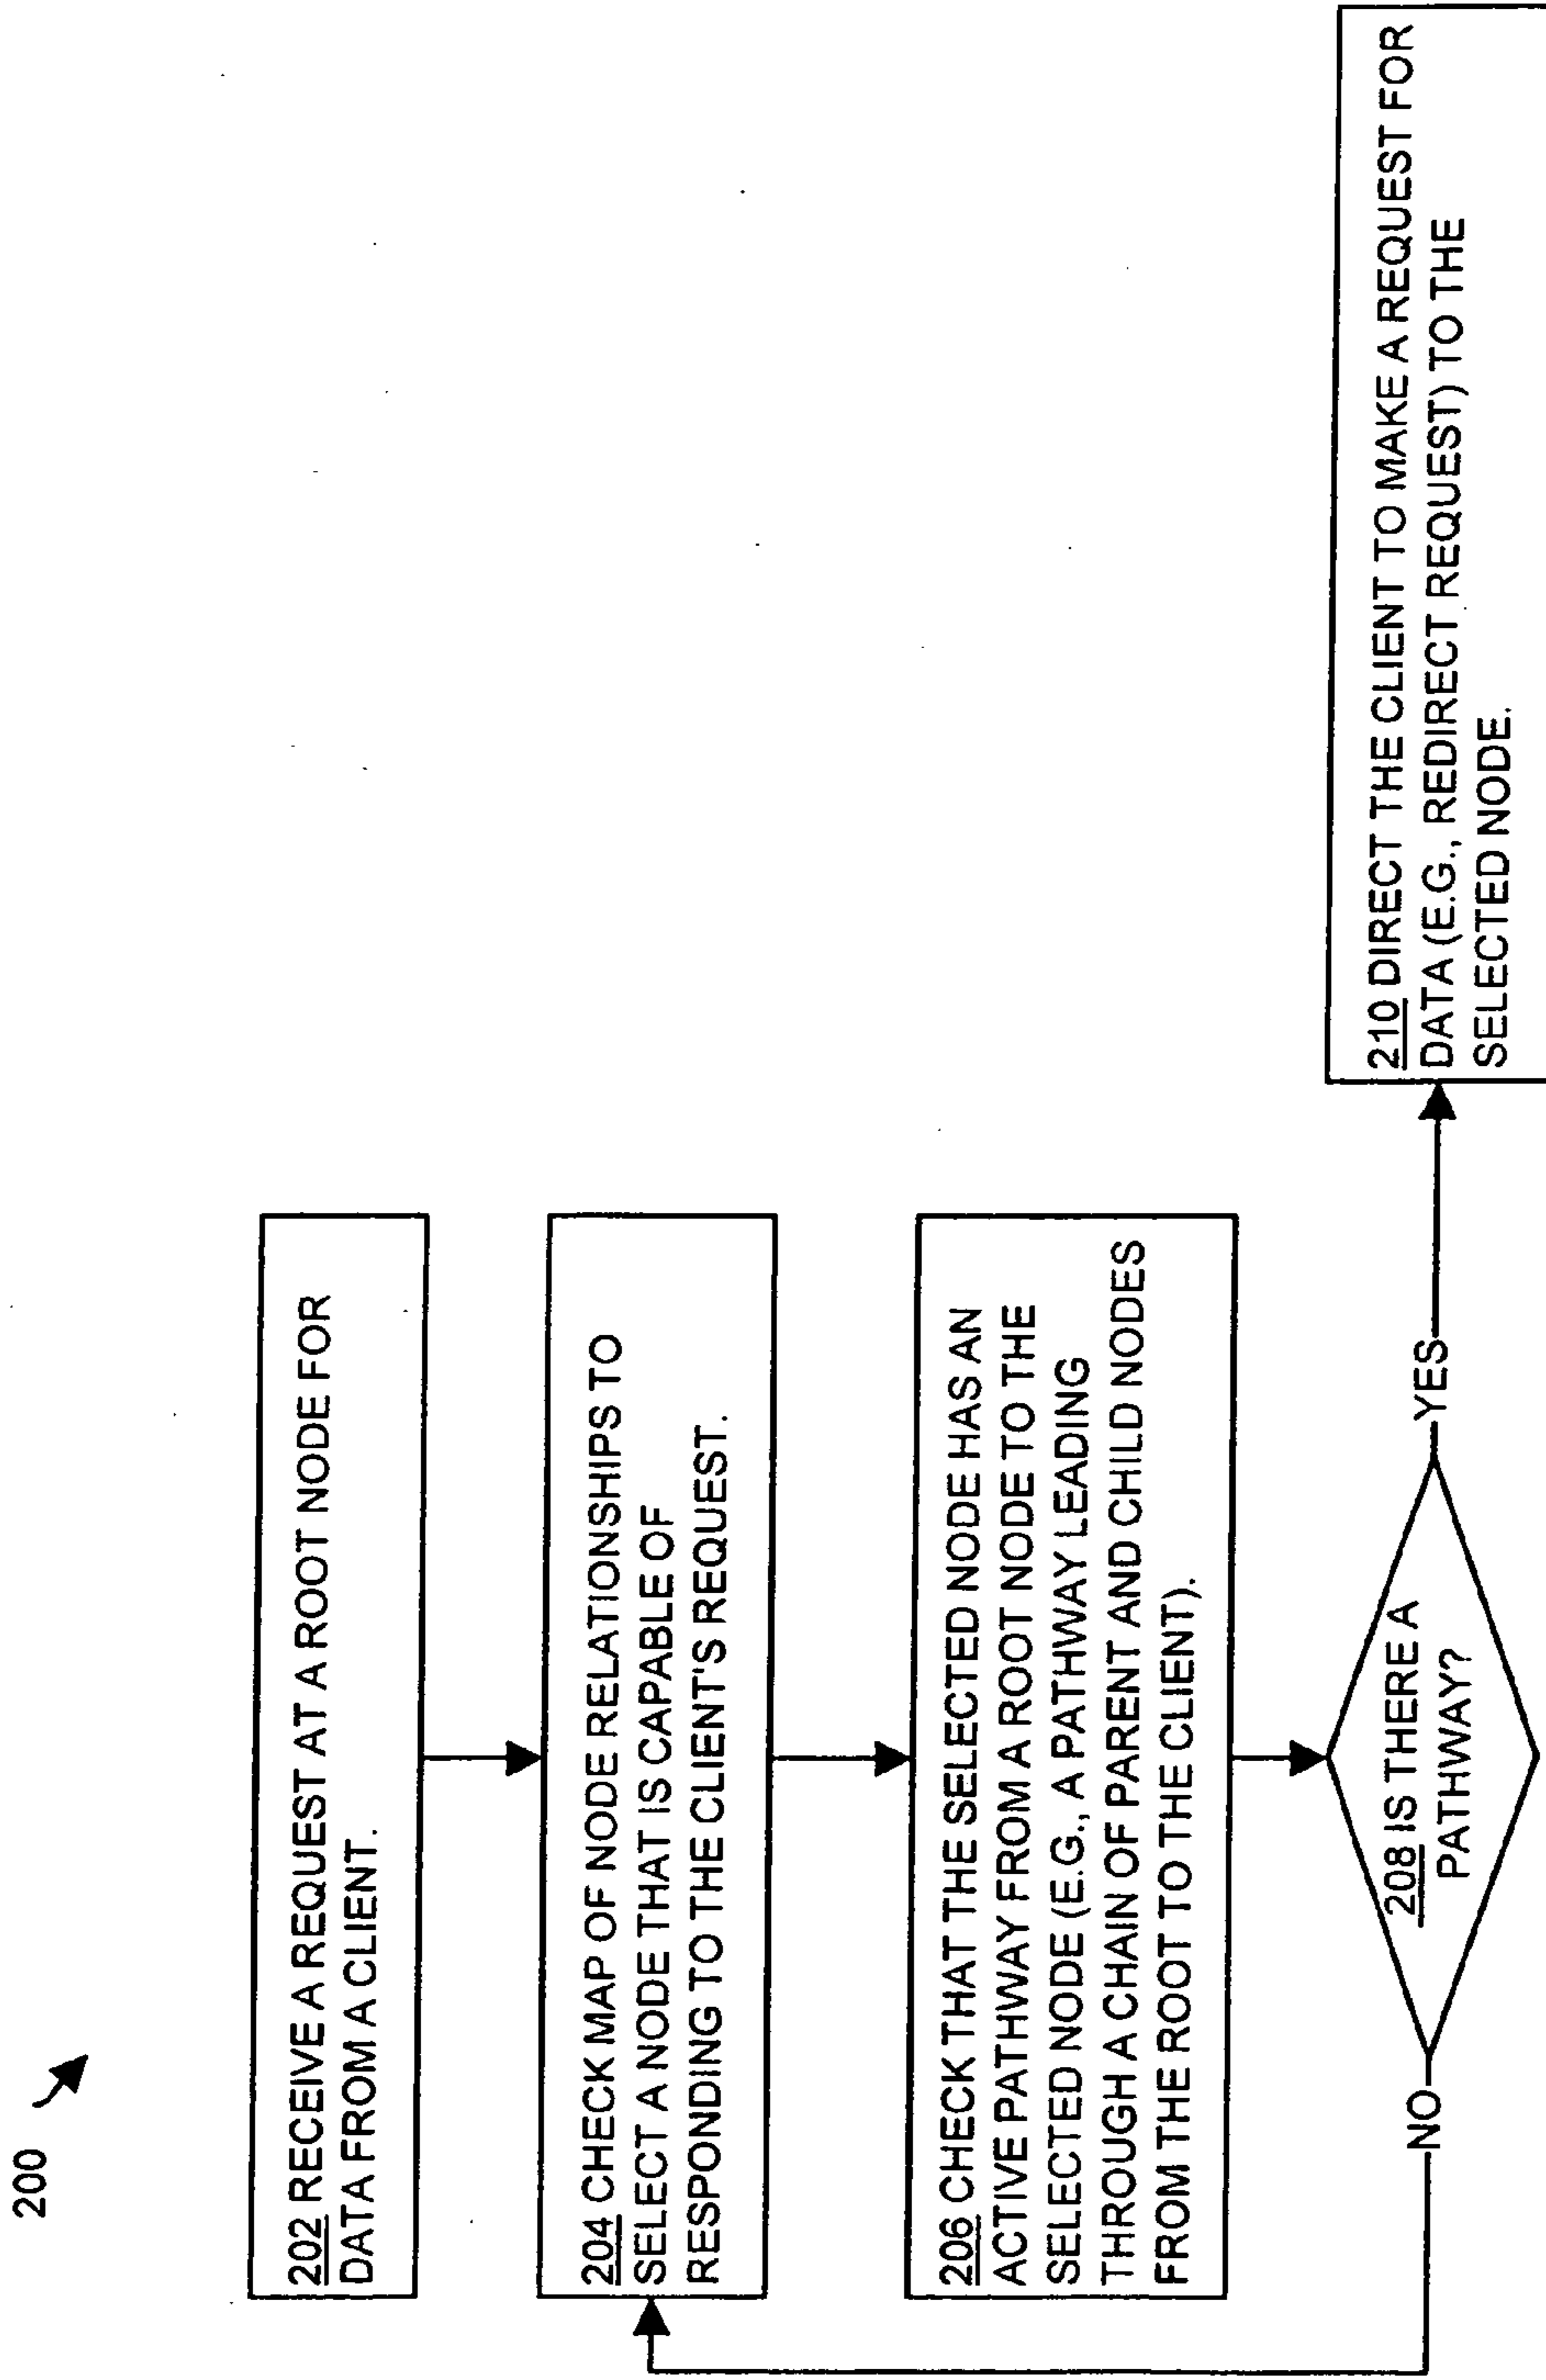 200
202 RECEIVE A REQUEST AT A ROOT NODE FOR
DATA FROM A CLIENT.
204 CHECK MAP OF NODE RELATIONSHIPS TO
SELECT A NODE THAT IS CAPABLE OF
RESPONDING TO THE CLIENT'S REQUEST.
206 CHECK THAT THE SELECTED NODE HAS AN
ACTIVE PATHWAY FROM A ROOT NODE TO THE
SELECTED NODE (E.G., A PATHWAY LEADING
THROUGH A CHAIN OF PARENT AND CHILD NODES
FROM THE ROOT TO THE CLIENT).
208 IS THERE A
PATHWAY?
NO
YES
210 DIRECT THE CLIENT TO MAKE A REQUEST FOR
DATA (E.G., REDIRECT REQUEST) TO THE
SELECTED NODE.